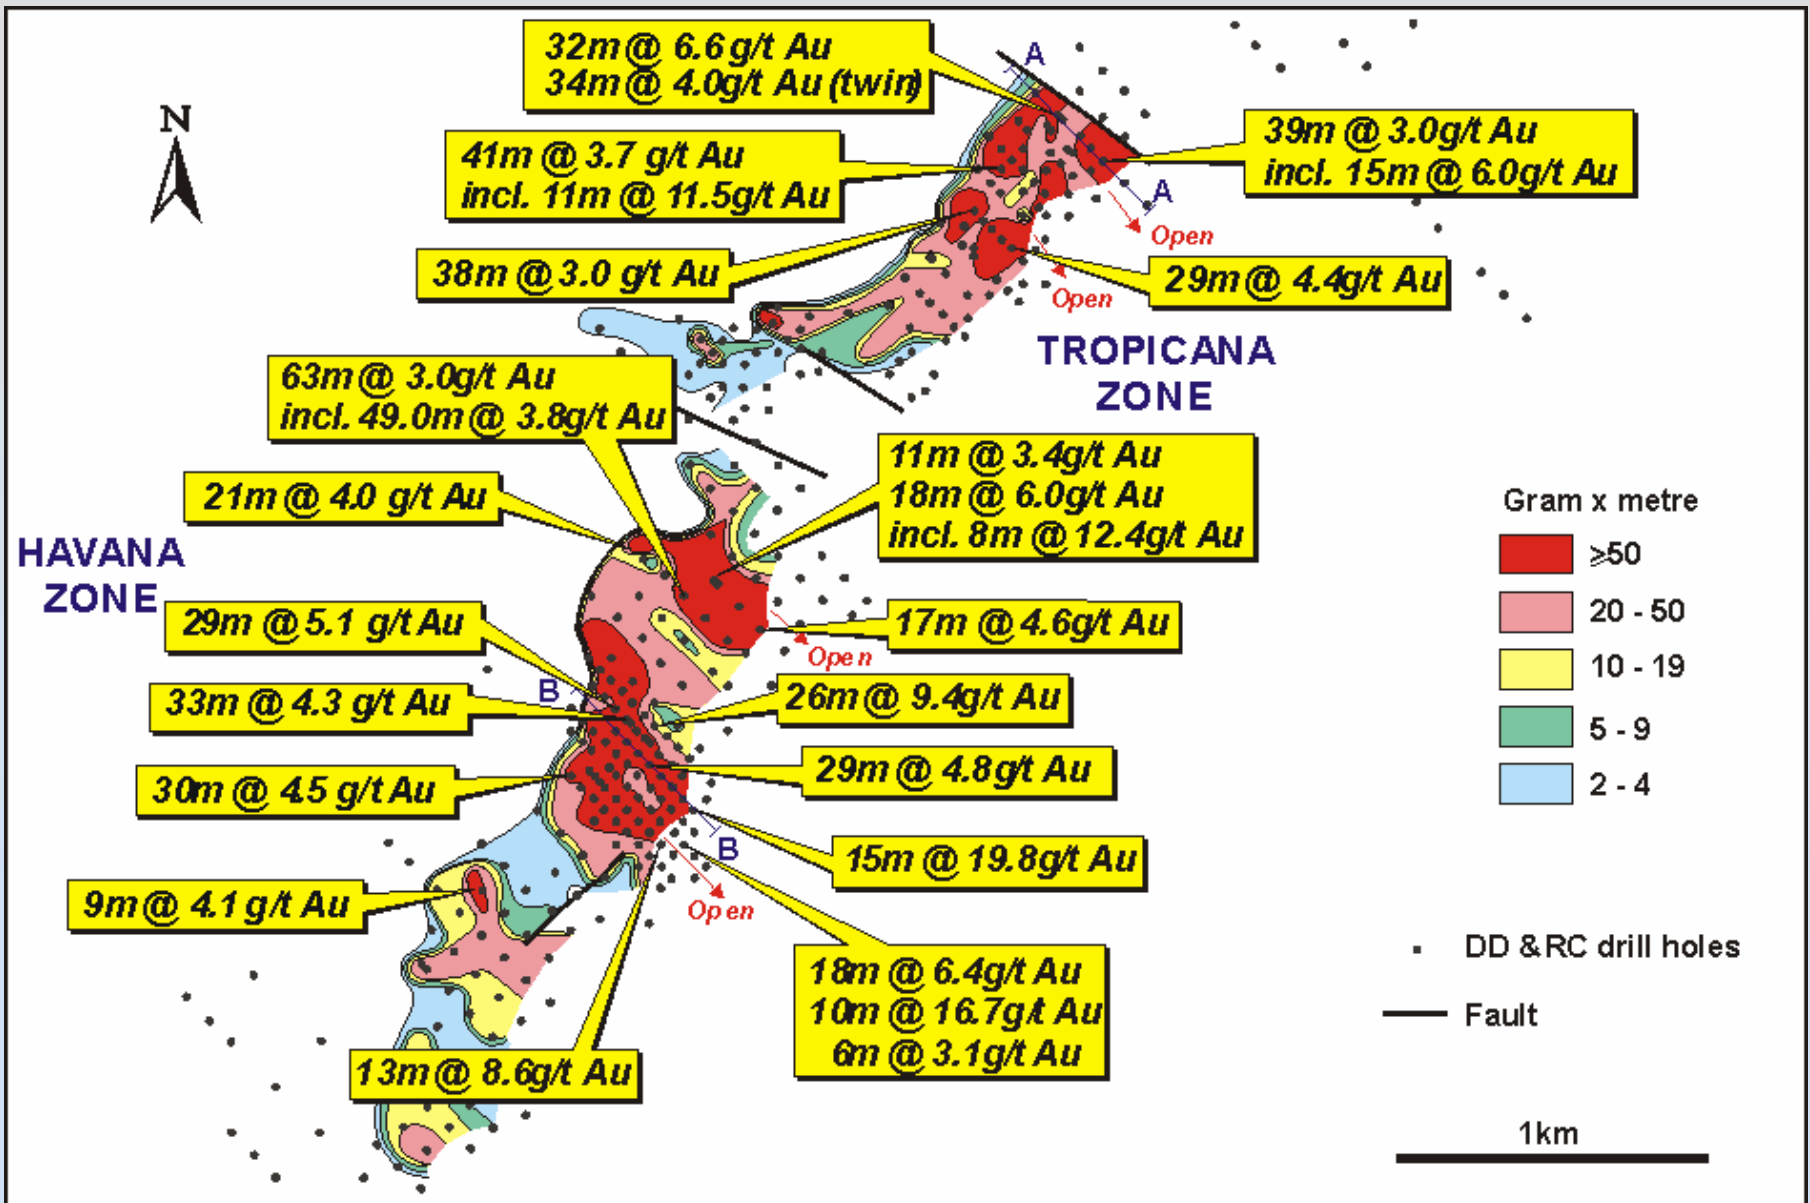 32m @ 6.6g/t Au
34m @ 4.0g/t Au (twin)
A
N
39m @ 3.0g/t Au
incl. 15m @ 6.0g/t Au
41m @ 3.7 g/t Au
incl. 11m @ 11.5g/t Au
A
Open
38m @ 3.0 g/t Au
29m @ 4.4g/t Au
Open
TROPICANA
ZONE
63m @ 3.0g/t Au
incl. 49.0m @ 3.8g/t Au
11m @ 3.4g/t Au
18m @ 6.0g/t Au
incl. 8m @ 12.4g/t Au
21m @ 4.0 g/t Au
HAVANA
ZONE
Gram x metre
≥50
20 - 50
10 - 19
5 - 9
2 - 4
29m @ 5.1 g/t Au
17m @ 4.6g/t Au
Open
B
33m @ 4.3 g/t Au
26m @ 9.4g/t Au
29m @ 4.8g/t Au
30m @ 4.5 g/t Au
B
15m @ 19.8g/t Au
9m @ 4.1 g/t Au
Open
18m @ 6.4g/t Au
10m @ 16.7g/t Au
6m @ 3.1g/t Au
13m @ 8.6g/t Au
DD & RC drill holes
Fault
1km